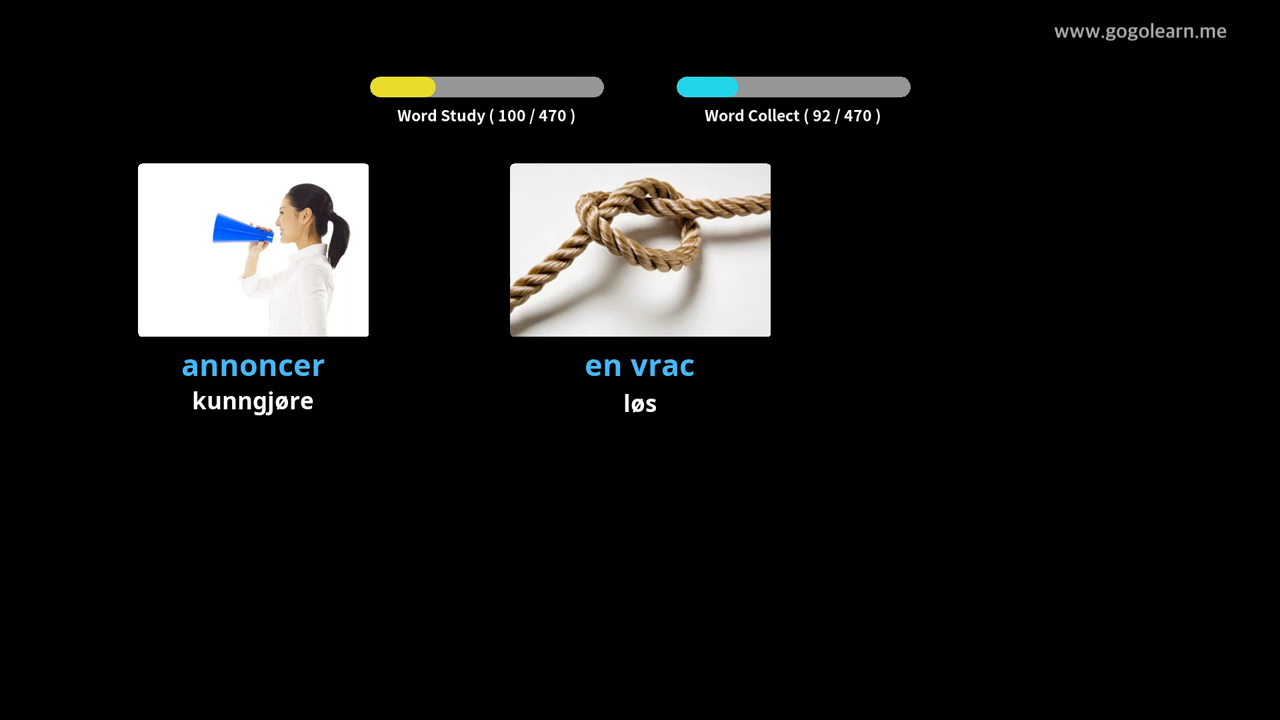 www.gogolearn.me
Word Study ( 100 / 470 )
Word Collect ( 92 / 470 )
annoncer
kunngjøre
en vrac
løs